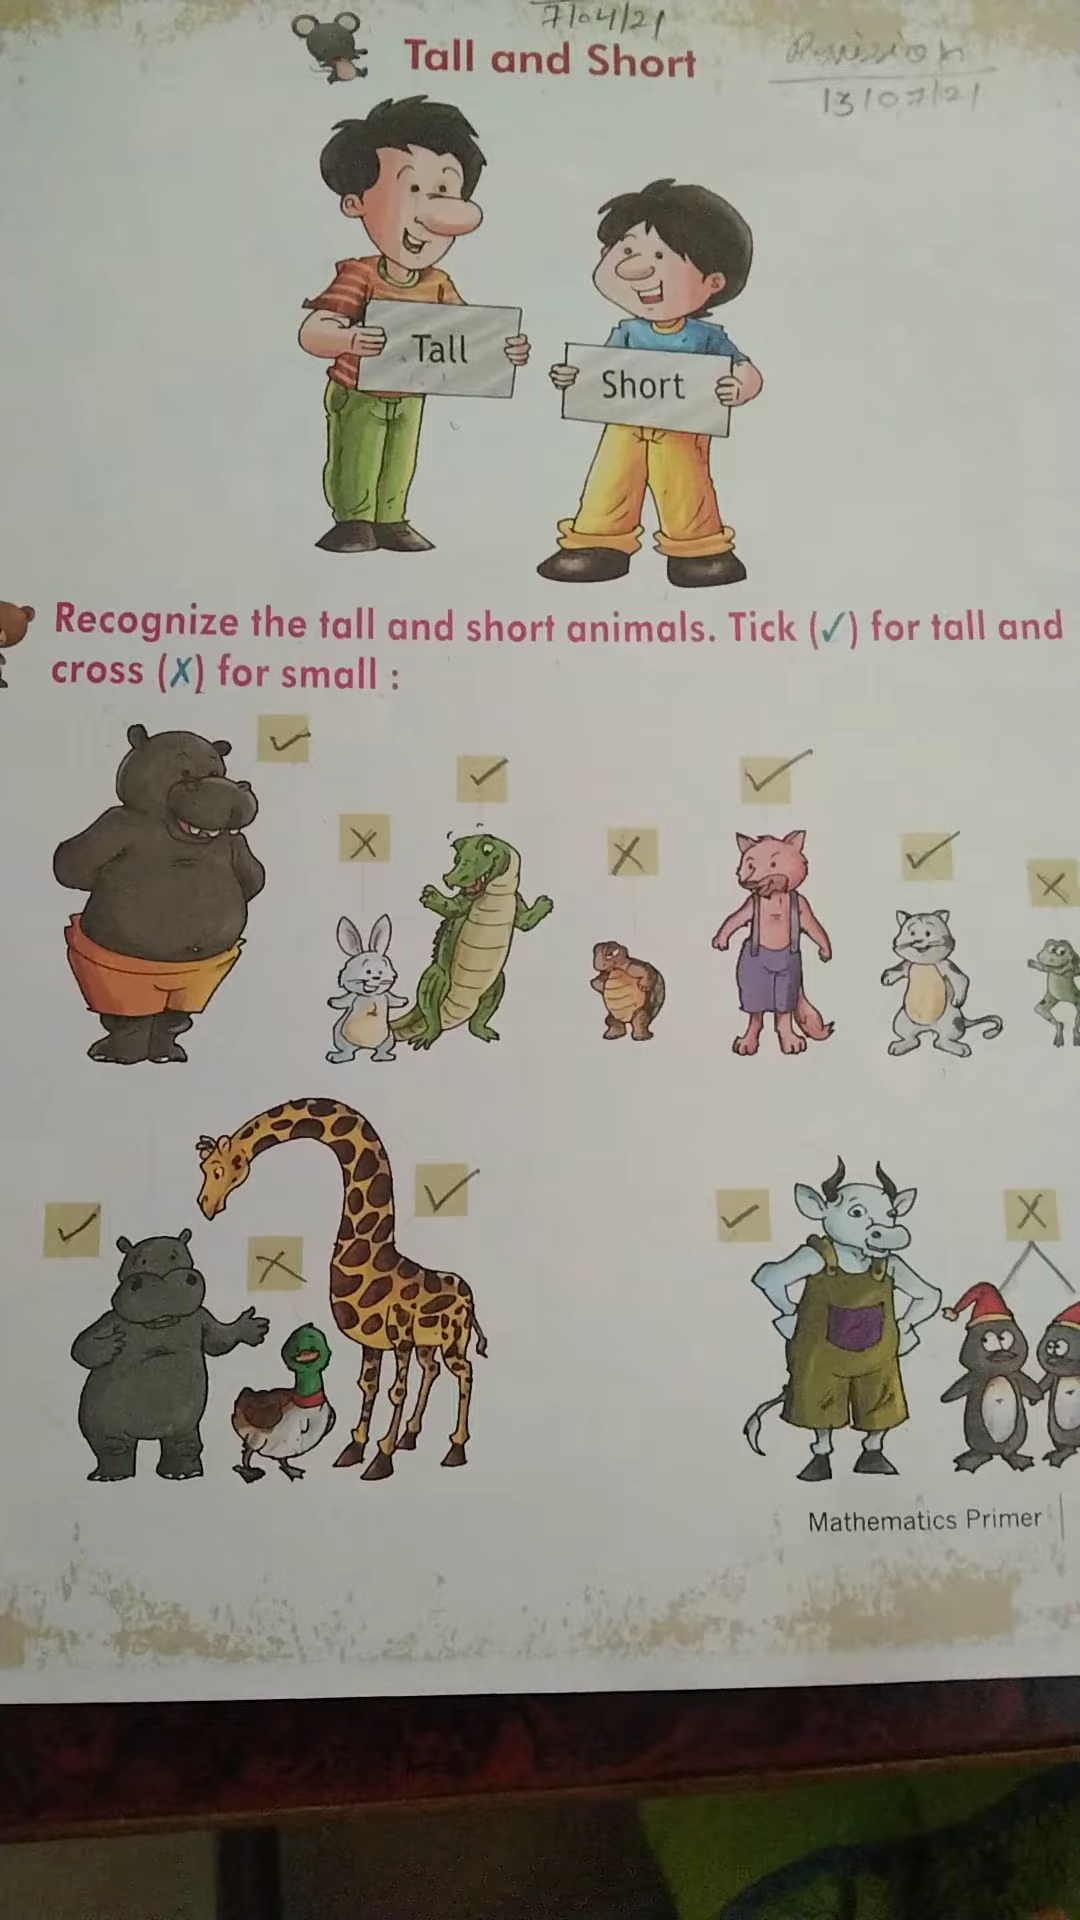 7/04/21
Tall and Short
Revision
13/07/21
Tall
Short
Recognize the tall and short animals. Tick (✓) for tall and
cross (X) for small :
Mathematics Primer